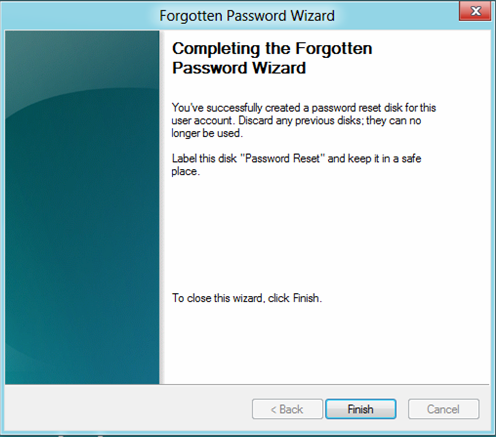 Forgotten Password Wizard
Completing the Forgotten
Password Wizard
You've successfully created a password reset disk for this
user account. Discard any previous disks; they can no
longer be used.
Label this disk "Password Reset" and keep it in a safe
place.
To close this wizard, click Finish.
< Back Finish Cancel